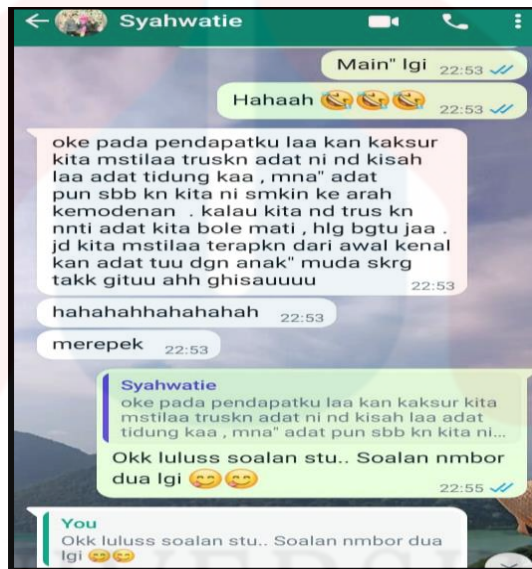 Syahwatie
Main" lgi 22:53
Hahaah 22:53
oke pada pendapatku laa kan kaksur
kita mstilaa truskn adat ni nd kisah
laa adat tidung kaa , mna" adat
pun sbb kn kita ni smkin ke arah
kemodenan . kalau kita nd trus kn
nnti adat kita bole mati , hlg bgtu jaa .
jd kita mstilaa terapkn dari awal kenal
kan adat tuu dgn anak" muda skrg
takk gituu ahh ghisauuuu
22:53
hahahahhahahahah 22:53
merepek 22:53
Syahwatie
oke pada pendapatku laa kan kaksur kita
mstilaa truskn adat ni nd kisah laa adat
tidung kaa , mna" adat pun sbb kn kita ni...
Okk luluss soalan stu.. Soalan nmbor
dua lgi
22:55
You
Okk luluss soalan stu.. Soalan nmbor dua
lgi